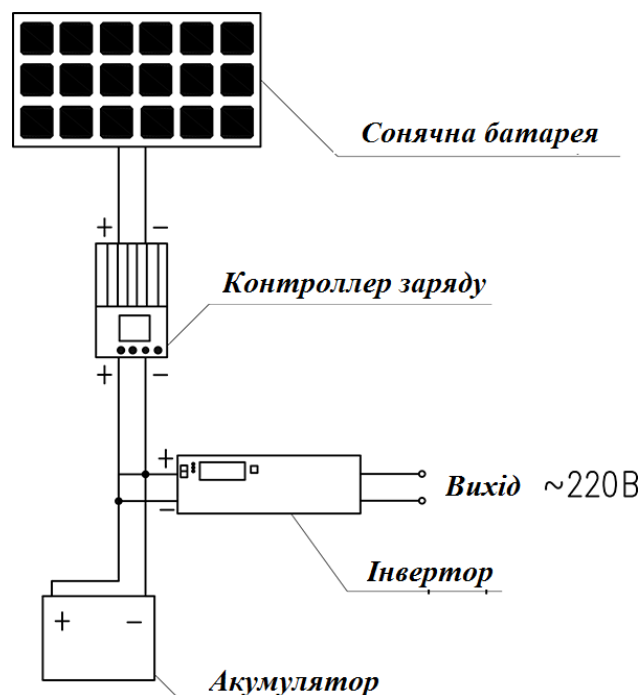 Сонячна батарея
+ −
Контроллер заряду
+ −
+
Вихід ~220В
−
Інвертор
+ −
Акумулятор